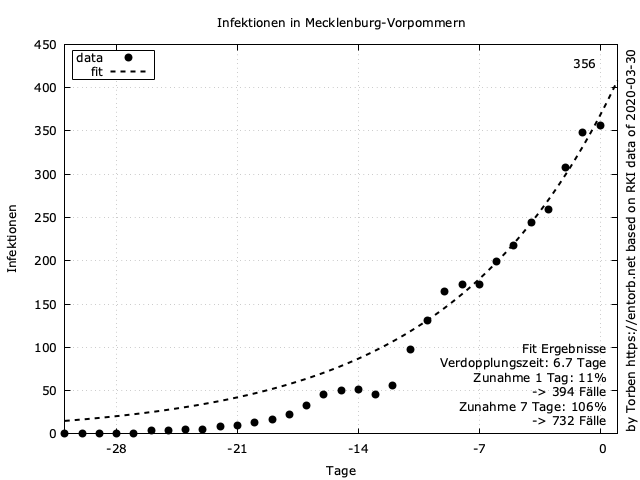 Infektionen in Mecklenburg-Vorpommern
450
400
350
300
250
200
150
100
50
0
Infektionen
data
fit
356
Fit Ergebnisse
Verdopplungszeit: 6.7 Tage
Zunahme 1 Tag: 11%
-> 394 Fälle
Zunahme 7 Tage: 106%
-> 732 Fälle
-28 -21 -14 -7 0
Tage
by Torben https://entorb.net based on RKI data of 2020-03-30